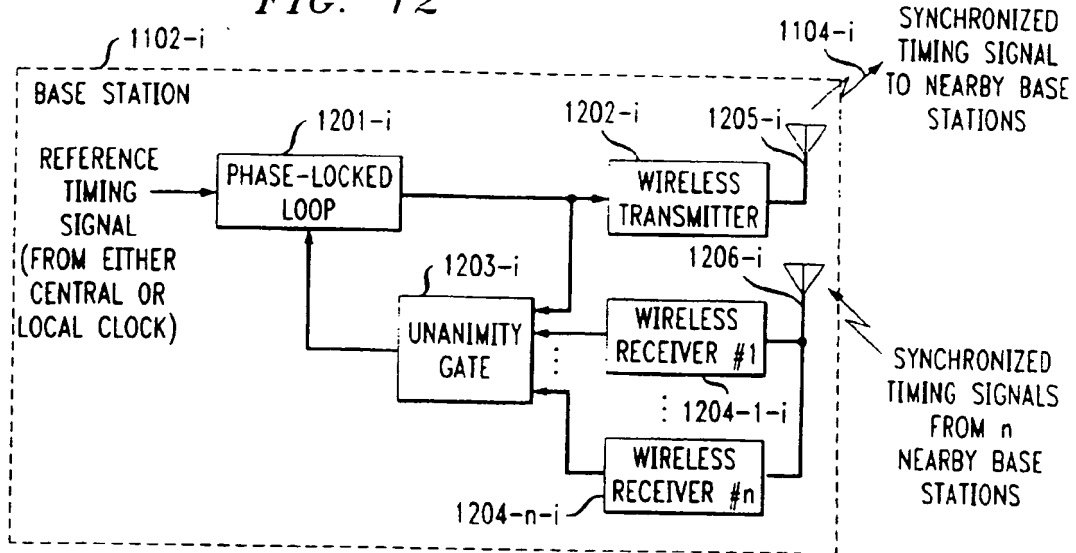 FIG. 12
1102-i
BASE STATION
REFERENCE
TIMING
SIGNAL
(FROM EITHER
CENTRAL OR
LOCAL CLOCK)
1201-i
PHASE-LOCKED
LOOP
1202-i
WIRELESS
TRANSMITTER
1205-i
1104-i
SYNCHRONIZED
TIMING SIGNAL
TO NEARBY BASE
STATIONS
1203-i
UNANIMITY
GATE
1206-i
WIRELESS
RECEIVER #1
1204-1-i
WIRELESS
RECEIVER #n
1204-n-i
SYNCHRONIZED
TIMING SIGNALS
FROM n
NEARBY BASE
STATIONS